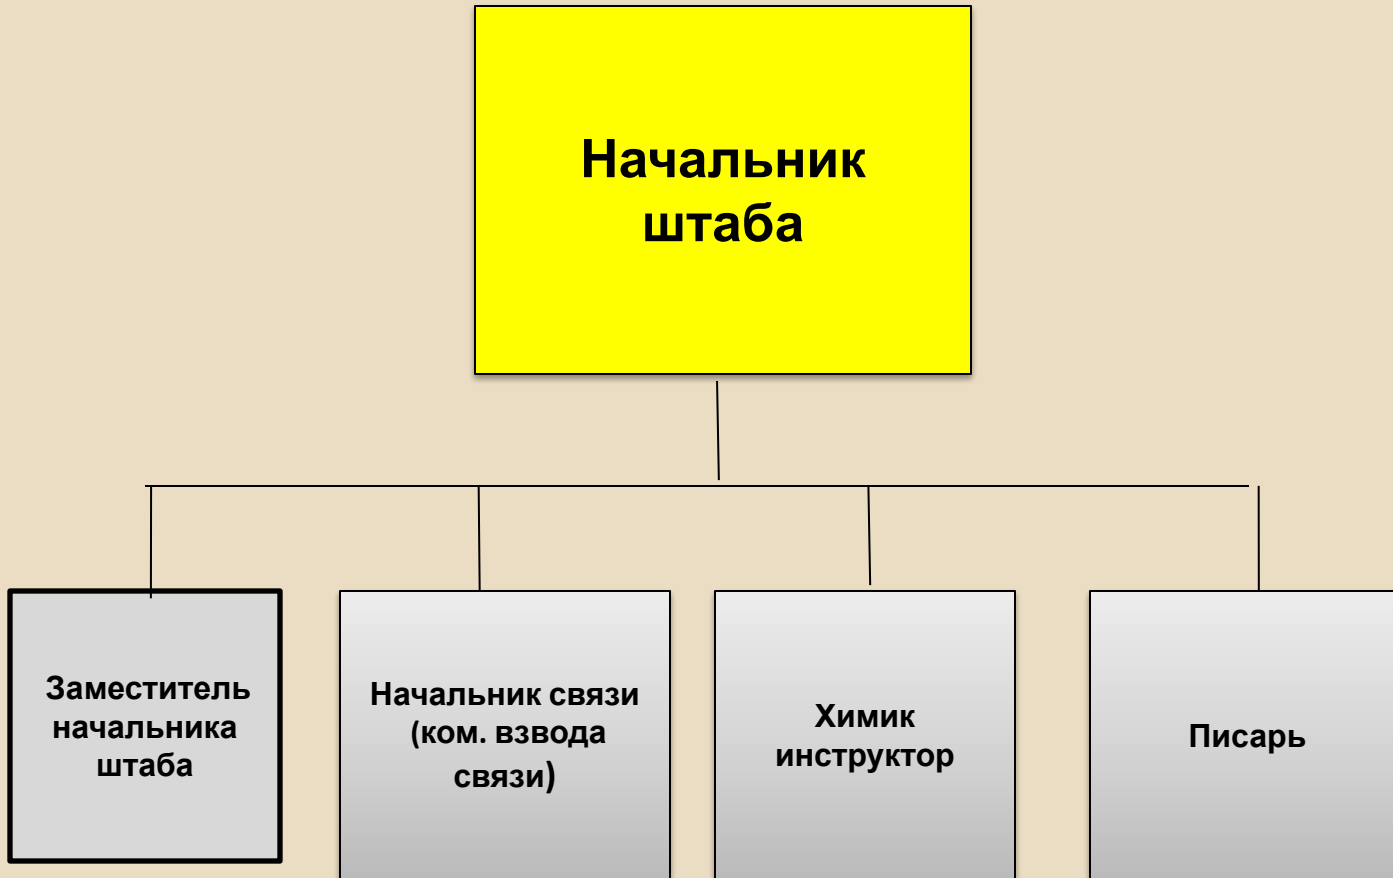 Начальник
штаба
Заместитель
начальника
штаба
Начальник связи
(ком. взвода
связи)
Химик
инструктор
Писарь